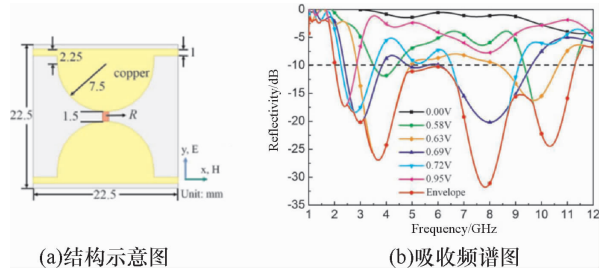 2.25
1
copper
7.5
22.5
1.5
R
y, E
x, H
Unit: mm
22.5
(a)结构示意图
Reflectivity/dB
0
-5
-10
-15
-20
-25
-30
-35
0.00V
0.58V
0.63V
0.69V
0.72V
0.95V
Envelope
1 2 3 4 5 6 7 8 9 10 11 12
Frequency/GHz
(b)吸收频谱图